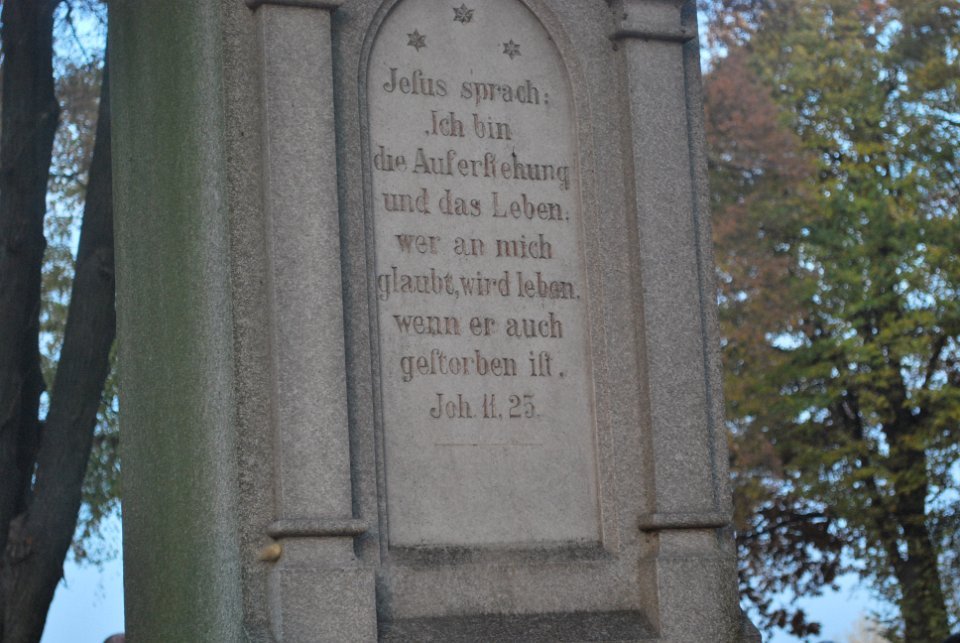 Jeſus sprach:
Ich bin
die Auferſtehung
und das Leben.
wer an mich
glaubt, wird leben.
wenn er auch
geſtorben iſt.
Joh. 11. 25.